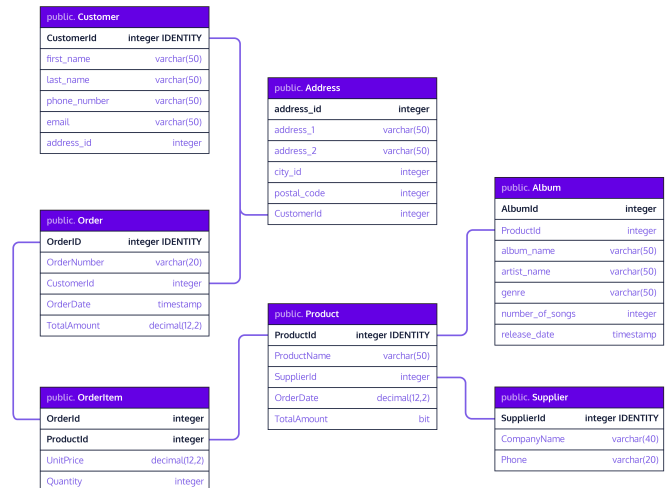 public. Customer
CustomerId integer IDENTITY
first_name varchar(50)
last_name varchar(50)
phone_number varchar(50)
email varchar(50)
address_id integer
public. Address
address_id integer
address_1 varchar(50)
address_2 varchar(50)
city_id integer
postal_code integer
CustomerId integer
public. Album
AlbumId integer
ProductId integer
album_name varchar(50)
artist_name varchar(50)
genre varchar(50)
number_of_songs integer
release_date timestamp
public. Order
OrderID integer IDENTITY
OrderNumber varchar(20)
CustomerId integer
OrderDate timestamp
TotalAmount decimal(12,2)
public. Product
ProductId integer IDENTITY
ProductName varchar(50)
SupplierId integer
OrderDate decimal(12,2)
TotalAmount bit
public. OrderItem
OrderId integer
ProductId integer
UnitPrice decimal(12,2)
Quantity integer
public. Supplier
SupplierId integer IDENTITY
CompanyName varchar(40)
Phone varchar(20)